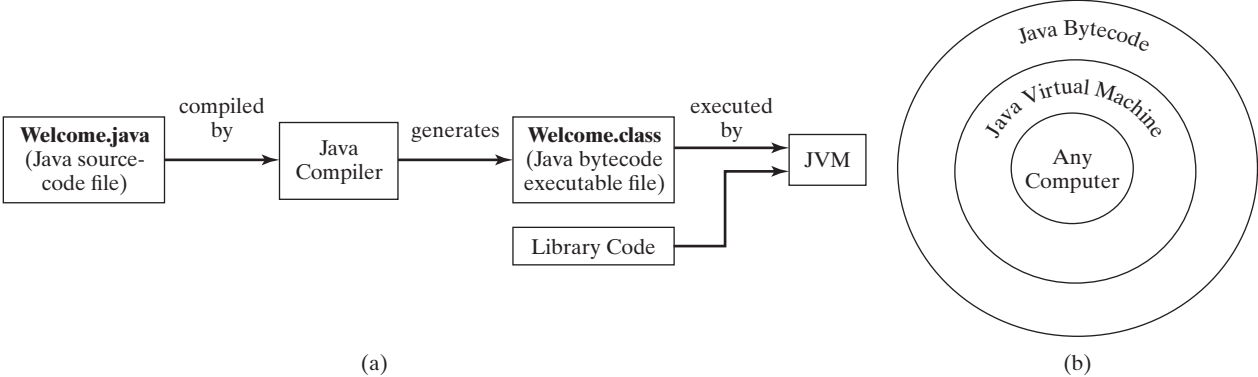 compiled
by
Welcome.java
(Java source-
code file)
Java
Compiler
generates
Welcome.class
(Java bytecode
executable file)
executed
by
JVM
Library Code
(a)
Java Bytecode
Java Virtual Machine
Any
Computer
(b)